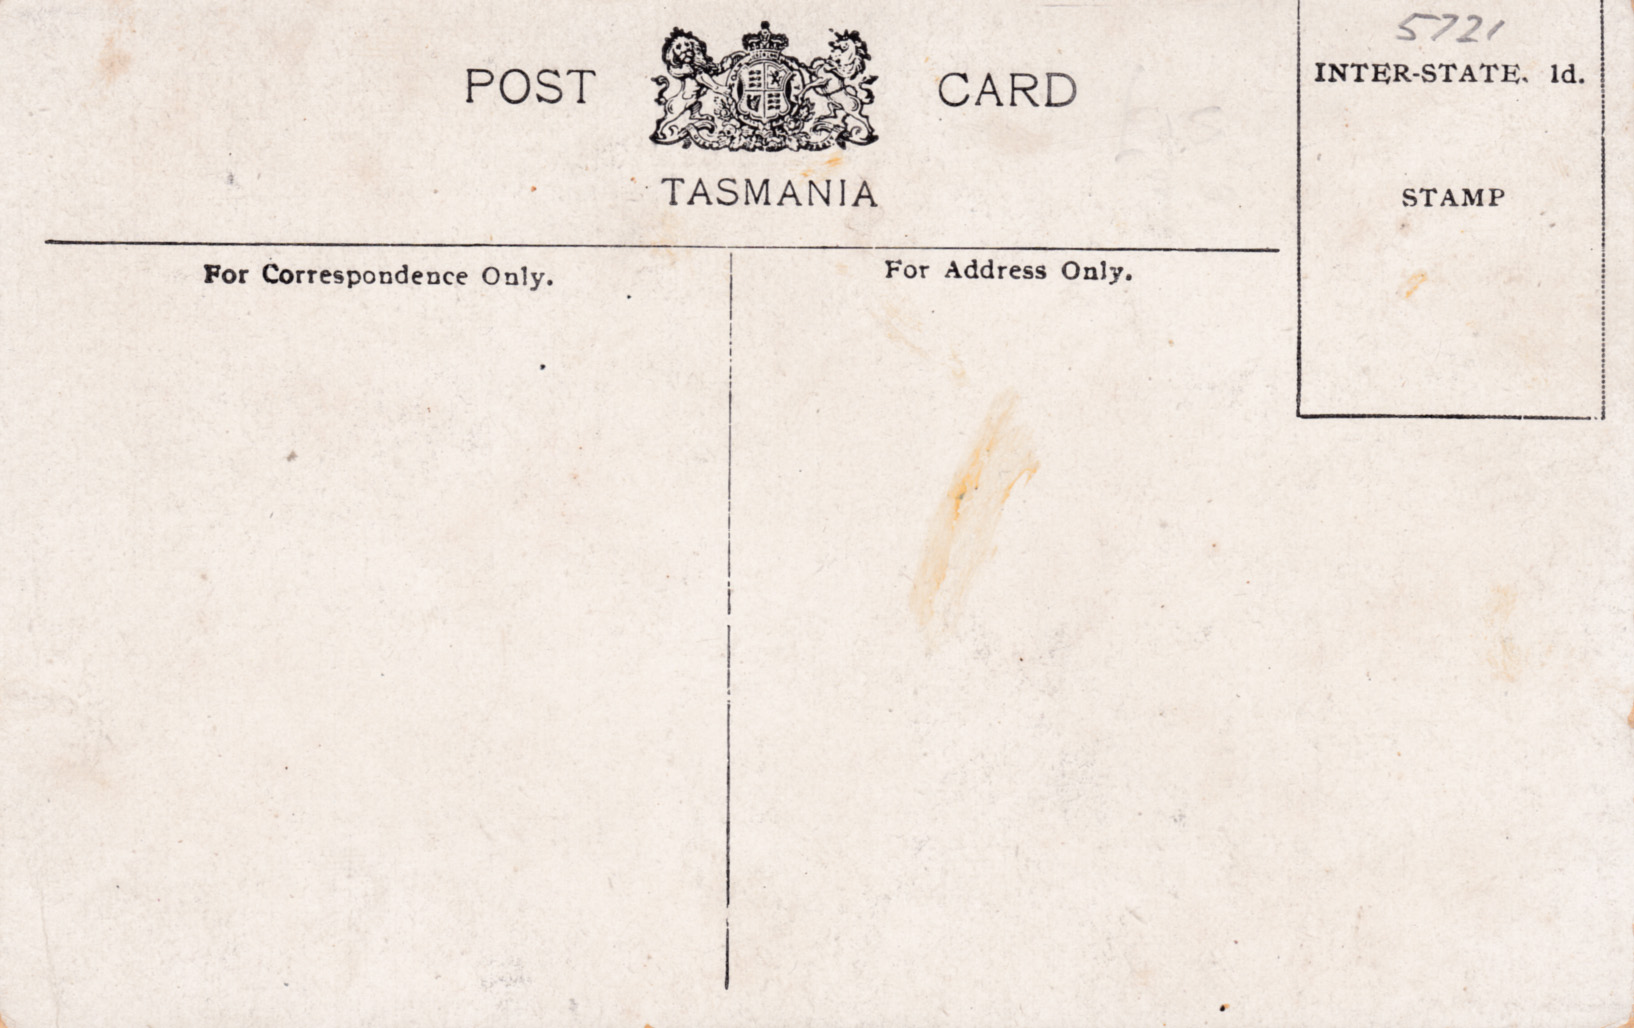 5721
POST CARD
INTER-STATE. 1d.
TASMANIA
STAMP
For Correspondence Only.
For Address Only.